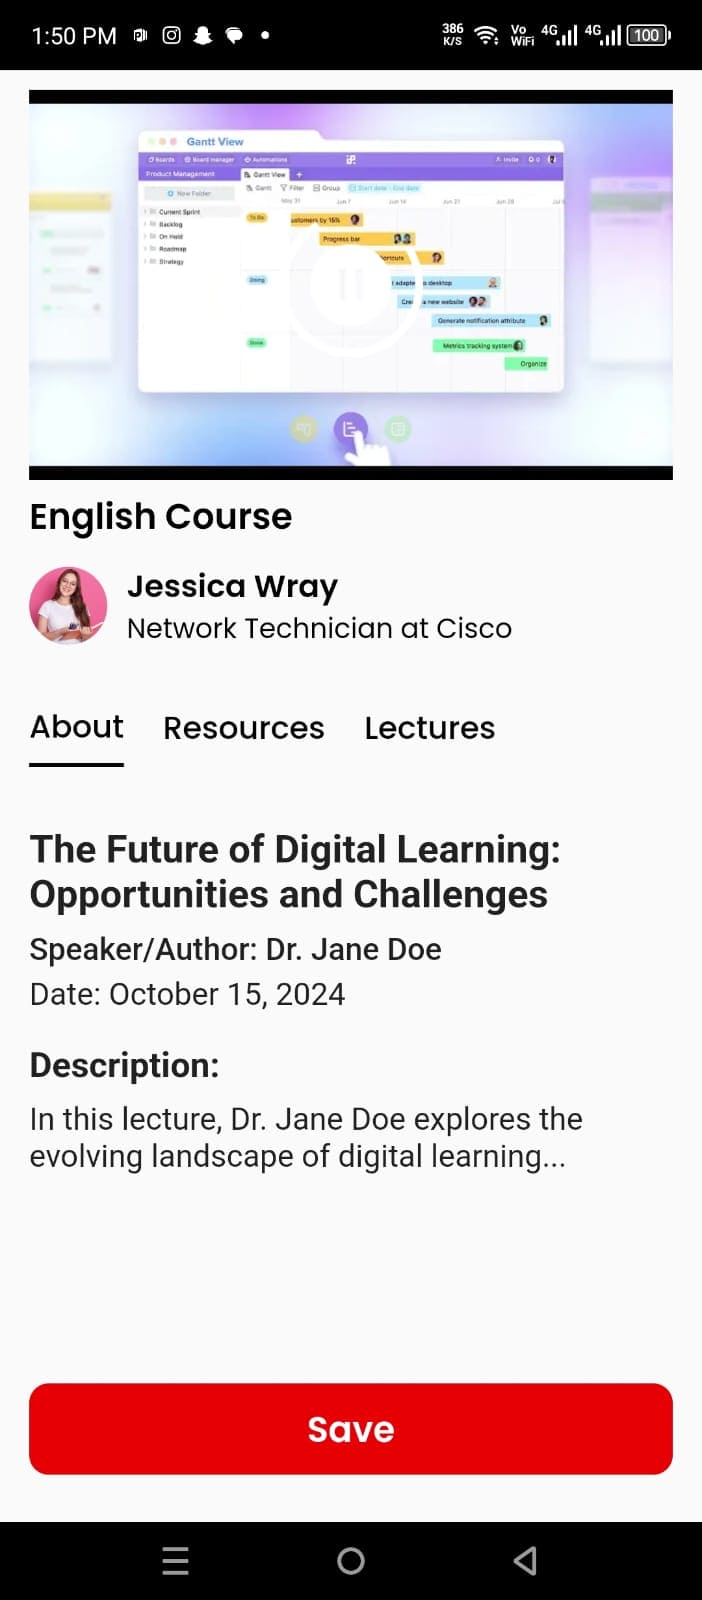 1:50 PM
386 K/S
Vo WiFi
4G
4G
100
Gantt View
Boards
Board manager
Automations
Invite
Product Management
Gantt View
+
New Folder
Gantt
Filter
Group
Start date - End date
May 31
Jun 7
Jun 14
Jun 21
Jun 28
Current Sprint
Backlog
On Hold
Roadmap
Strategy
To Do
ustomers by 15%
Progress bar
Doing
adapte
desktop
Cre
a new website
Generate notification attribute
Done
Metrics tracking system
Organize
English Course
Jessica Wray
Network Technician at Cisco
About
Resources
Lectures
The Future of Digital Learning:
Opportunities and Challenges
Speaker/Author: Dr. Jane Doe
Date: October 15, 2024
Description:
In this lecture, Dr. Jane Doe explores the
evolving landscape of digital learning...
Save